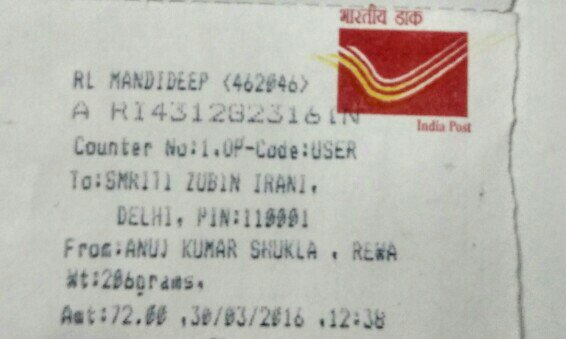 भारतीय डाक
India Post
RL MANDIDEEP <462046>
A RI431282316IN
Counter No:1,OP-Code:USER
To:SMRITI ZUBIN IRANI,
DELHI, PIN:110001
From:ANUJ KUMAR SHUKLA , REWA
Wt:206grams,
Amt:72.00 ,30/03/2016 ,12:38